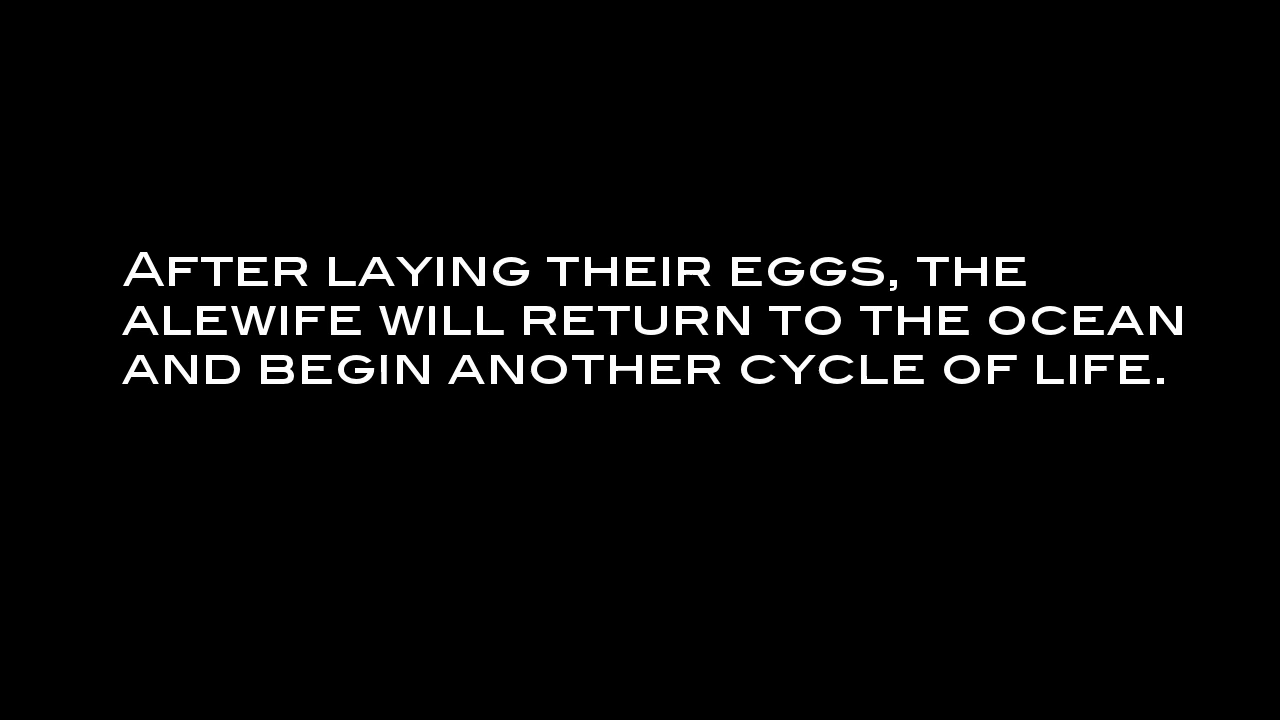 After laying their eggs, the
alewife will return to the ocean
and begin another cycle of life.